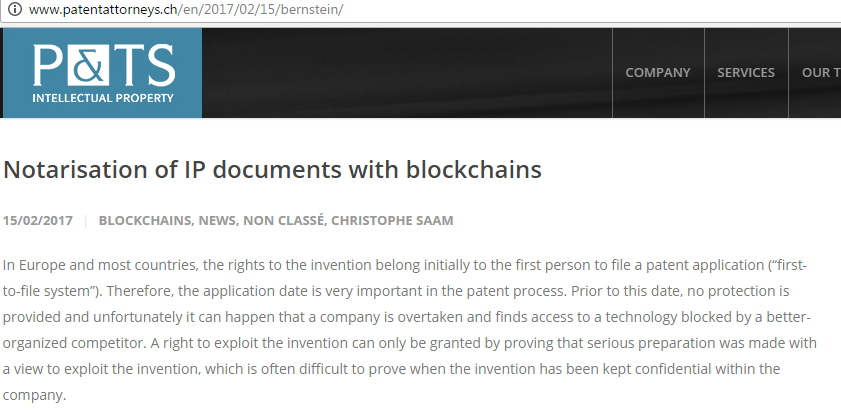 www.patentattorneys.ch/en/2017/02/15/bernstein/
P&TS
INTELLECTUAL PROPERTY
COMPANY
SERVICES
OUR T
Notarisation of IP documents with blockchains
15/02/2017 | BLOCKCHAINS, NEWS, NON CLASSÉ, CHRISTOPHE SAAM
In Europe and most countries, the rights to the invention belong initially to the first person to file a patent application (“first-
to-file system”). Therefore, the application date is very important in the patent process. Prior to this date, no protection is
provided and unfortunately it can happen that a company is overtaken and finds access to a technology blocked by a better-
organized competitor. A right to exploit the invention can only be granted by proving that serious preparation was made with
a view to exploit the invention, which is often difficult to prove when the invention has been kept confidential within the
company.